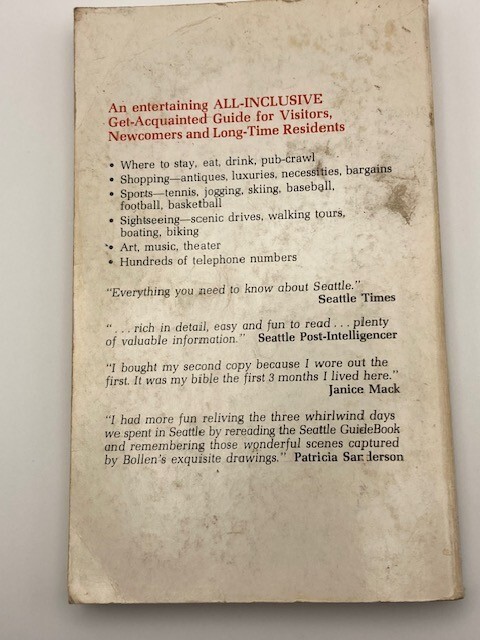 An entertaining ALL-INCLUSIVE
Get-Acquainted Guide for Visitors,
Newcomers and Long-Time Residents
• Where to stay, eat, drink, pub-crawl
• Shopping—antiques, luxuries, necessities, bargains
• Sports—tennis, jogging, skiing, baseball,
football, basketball
• Sightseeing—scenic drives, walking tours,
boating, biking
• Art, music, theater
• Hundreds of telephone numbers
"Everything you need to know about Seattle."
Seattle Times
". . . rich in detail, easy and fun to read . . . plenty
of valuable information." Seattle Post-Intelligencer
"I bought my second copy because I wore out the
first. It was my bible the first 3 months I lived here."
Janice Mack
"I had more fun reliving the three whirlwind days
we spent in Seattle by rereading the Seattle GuideBook
and remembering those wonderful scenes captured
by Bollen's exquisite drawings." Patricia Sanderson